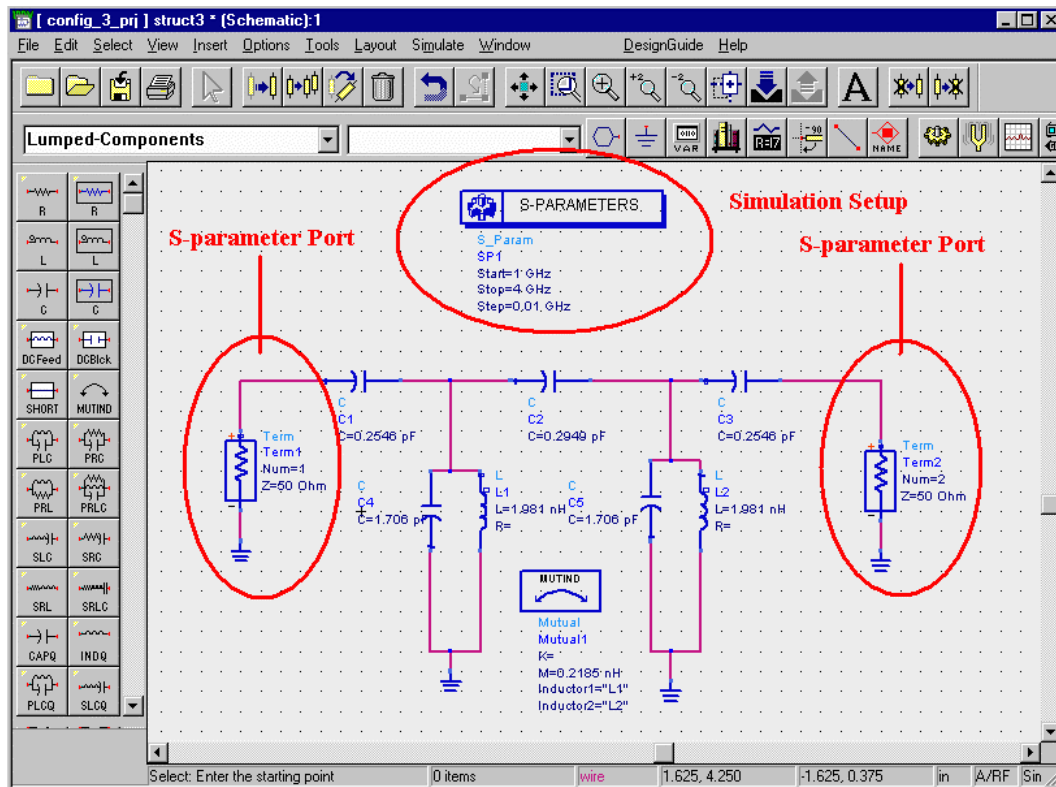 [ config_3_prj ] struct3 * (Schematic):1
File Edit Select View Insert Options Tools Layout Simulate Window DesignGuide Help
Lumped-Components
VAR
-90
NAME
+2
-2
A
R R
L L
C C
DCFeed DCBlck
SHORT MUTIND
PLC PRC
PRL PRLC
SLC SRC
SRL SRLC
CAPQ INDQ
PLCQ SLCQ
S-PARAMETERS
Simulation Setup
S-parameter Port
S-parameter Port
S_Param
SP1
Start=1 GHz
Stop=4 GHz
Step=0.01 GHz
C
C1
C=0.2546 pF
C
C2
C=0.2949 pF
C
C3
C=0.2546 pF
+
Term
Term1
Num=1
Z=50 Ohm
-
C
C4
C=1.706 pF
L
L1
L=1.981 nH
R=
C
C5
C=1.706 pF
L
L2
L=1.981 nH
R=
+
Term
Term2
Num=2
Z=50 Ohm
-
MUTIND
Mutual
Mutual1
K=
M=0.2185 nH
Inductor1="L1"
Inductor2="L2"
Select: Enter the starting point 0 items wire 1.625, 4.250 -1.625, 0.375 in A/RF Sin